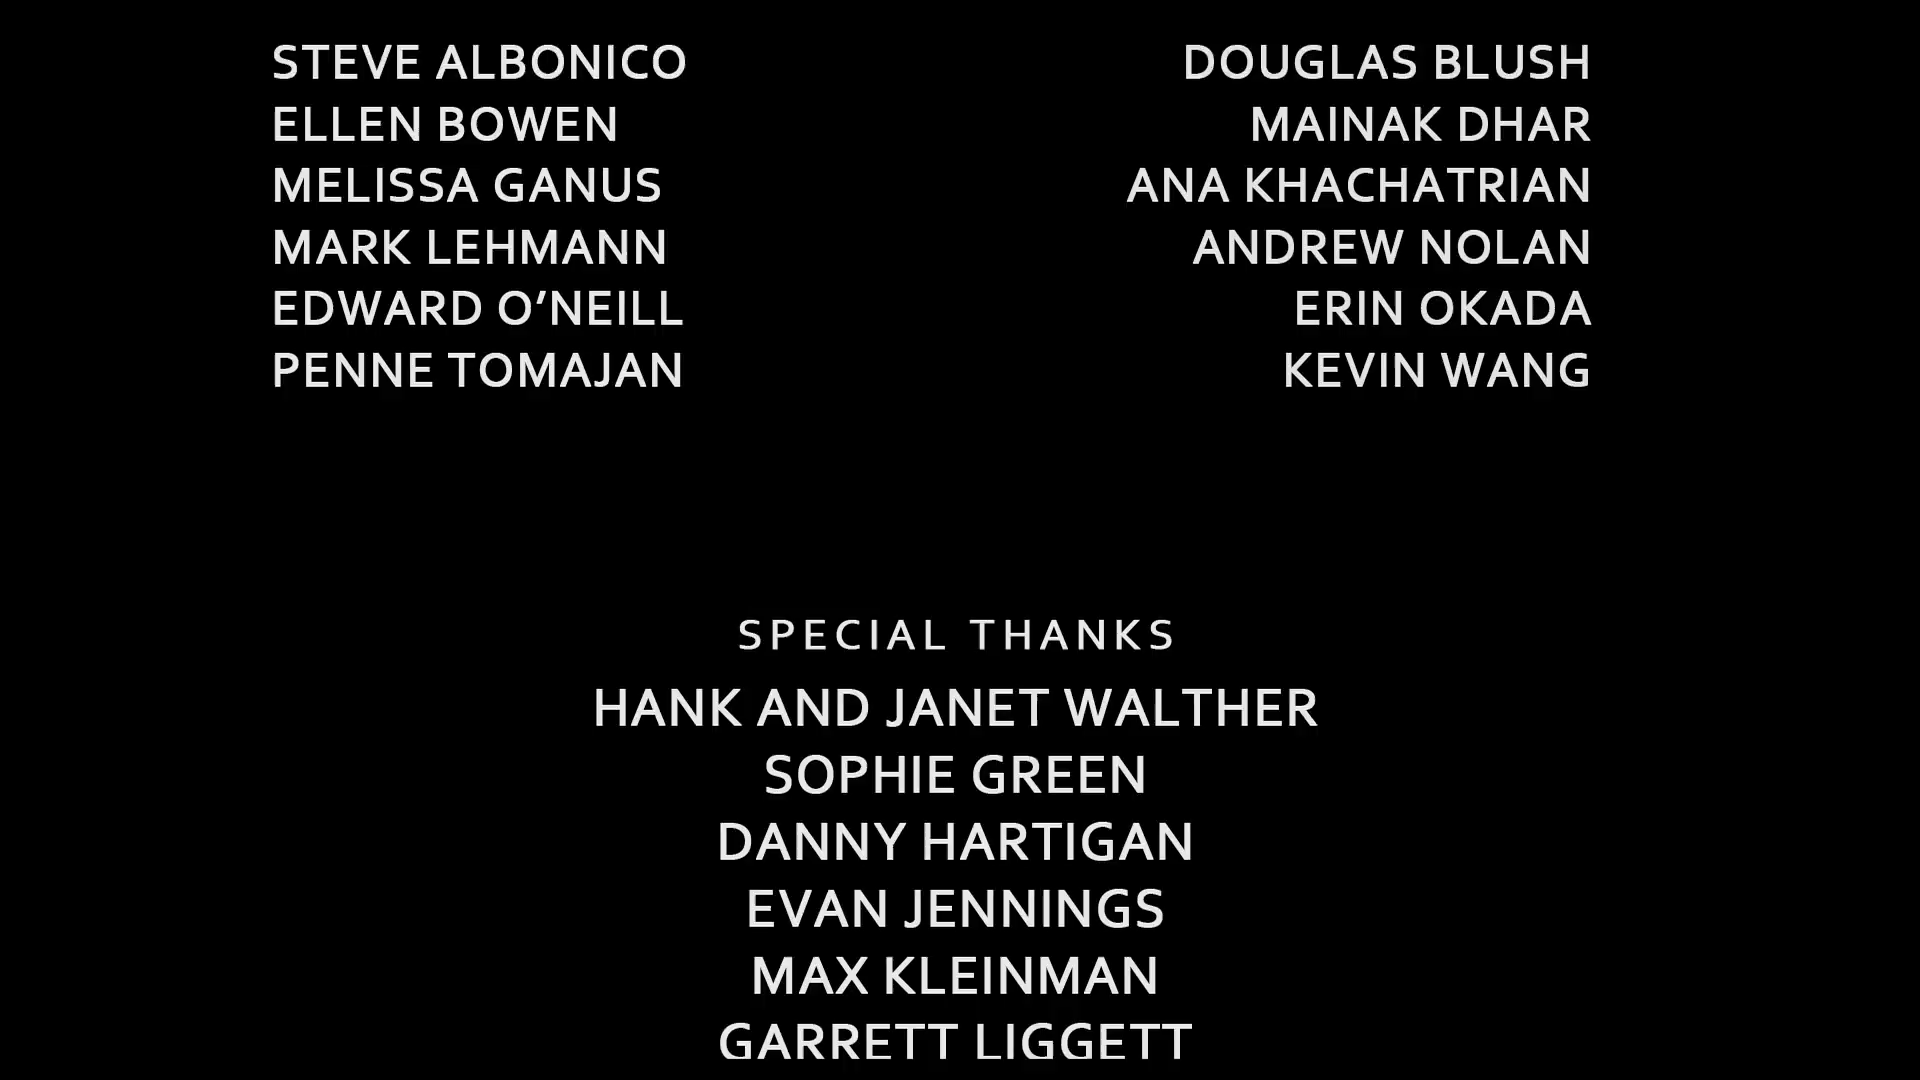 STEVE ALBONICO DOUGLAS BLUSH
ELLEN BOWEN MAINAK DHAR
MELISSA GANUS ANA KHACHATRIAN
MARK LEHMANN ANDREW NOLAN
EDWARD O’NEILL ERIN OKADA
PENNE TOMAJAN KEVIN WANG
SPECIAL THANKS
HANK AND JANET WALTHER
SOPHIE GREEN
DANNY HARTIGAN
EVAN JENNINGS
MAX KLEINMAN
GARRETT LIGGETT